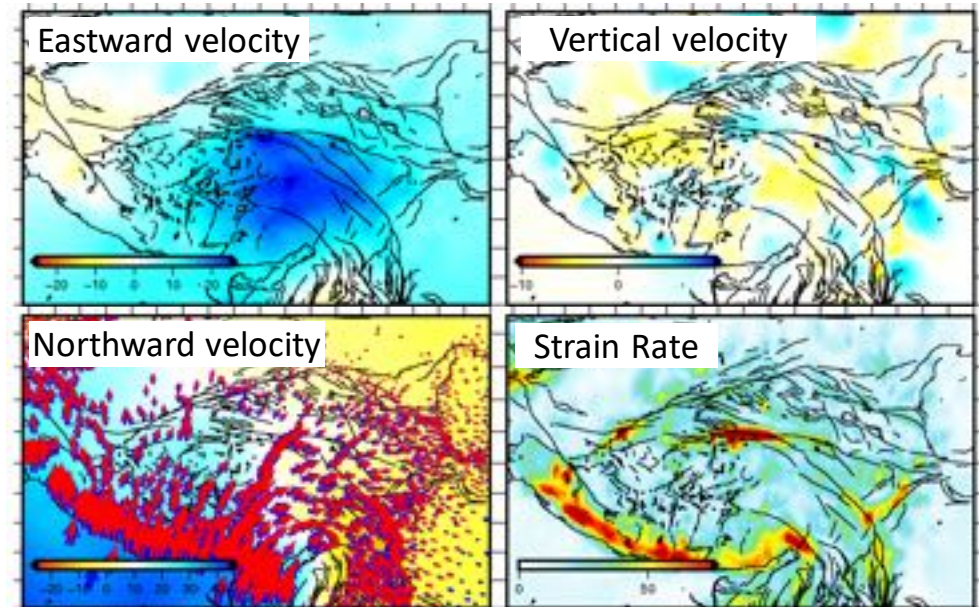 Eastward velocity
-20 -10 0 10 20
Vertical velocity
-10 0
Northward velocity
-20 -10 0 10 20 30
Strain Rate
0 50